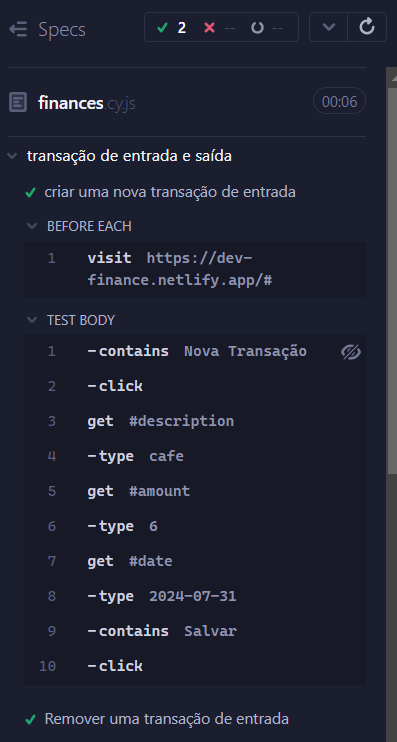 Specs 2 -- --
finances.cy.js 00:06
transação de entrada e saída
criar uma nova transação de entrada
BEFORE EACH
1 visit https://dev-
finance.netlify.app/#
TEST BODY
1 -contains Nova Transação
2 -click
3 get #description
4 -type cafe
5 get #amount
6 -type 6
7 get #date
8 -type 2024-07-31
9 -contains Salvar
10 -click
Remover uma transação de entrada